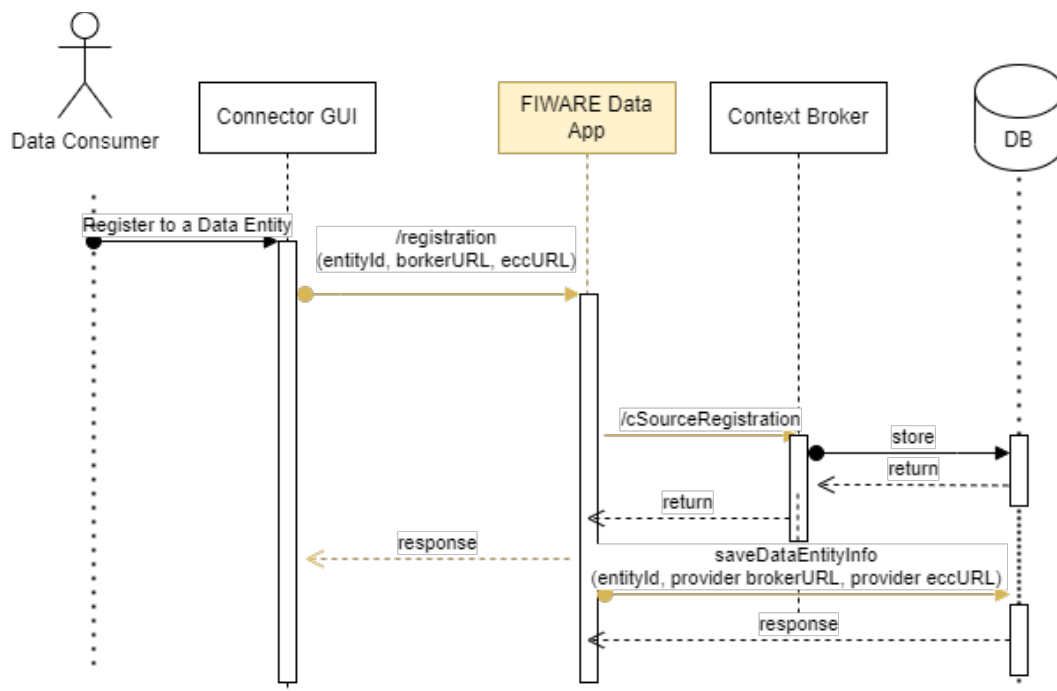 Data Consumer
Connector GUI
FIWARE Data
App
Context Broker
DB
Register to a Data Entity
/registration
(entityId, borkerURL, eccURL)
/cSourceRegistration
store
return
return
response
saveDataEntityInfo
(entityId, provider brokerURL, provider eccURL)
response